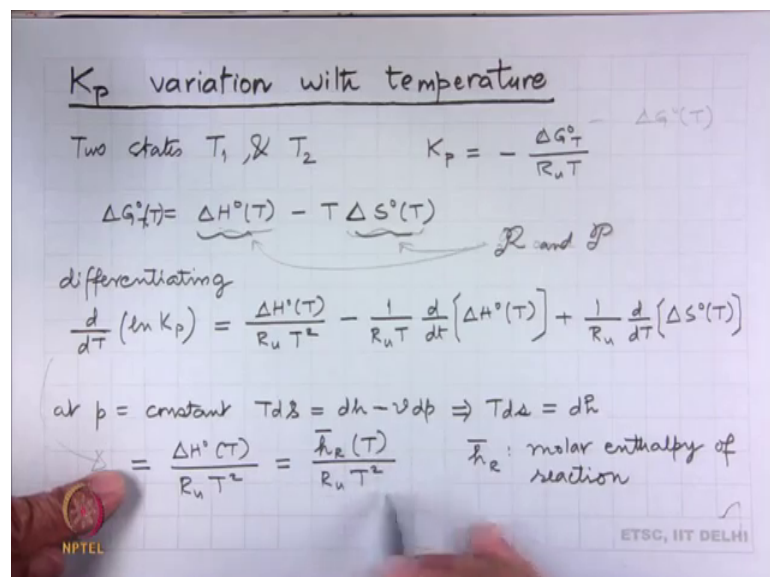 Kp variation with temperature
Two states T₁, & T₂ Kp = - ΔG°T / RuT - ΔG°(T)
ΔG°T(T) = ΔH°(T) - T ΔS°(T)
R and P
differentiating
d/dT (ln Kp) = ΔH°(T) / RuT² - 1/RuT d/dt [ΔH°(T)] + 1/Ru d/dT [ΔS°(T)]
at p = constant Tds = dh - vdp ⇒ Tds = dh
= ΔH°(T) / RuT² = h̄R(T) / RuT² h̄R : molar enthalpy of
reaction
NPTEL
ETSC, IIT DELHI